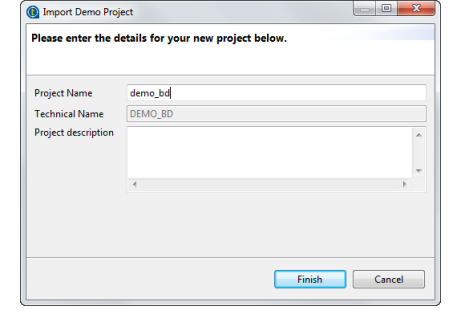 Import Demo Project
Please enter the details for your new project below.
Project Name demo_bd
Technical Name DEMO_BD
Project description
Finish Cancel